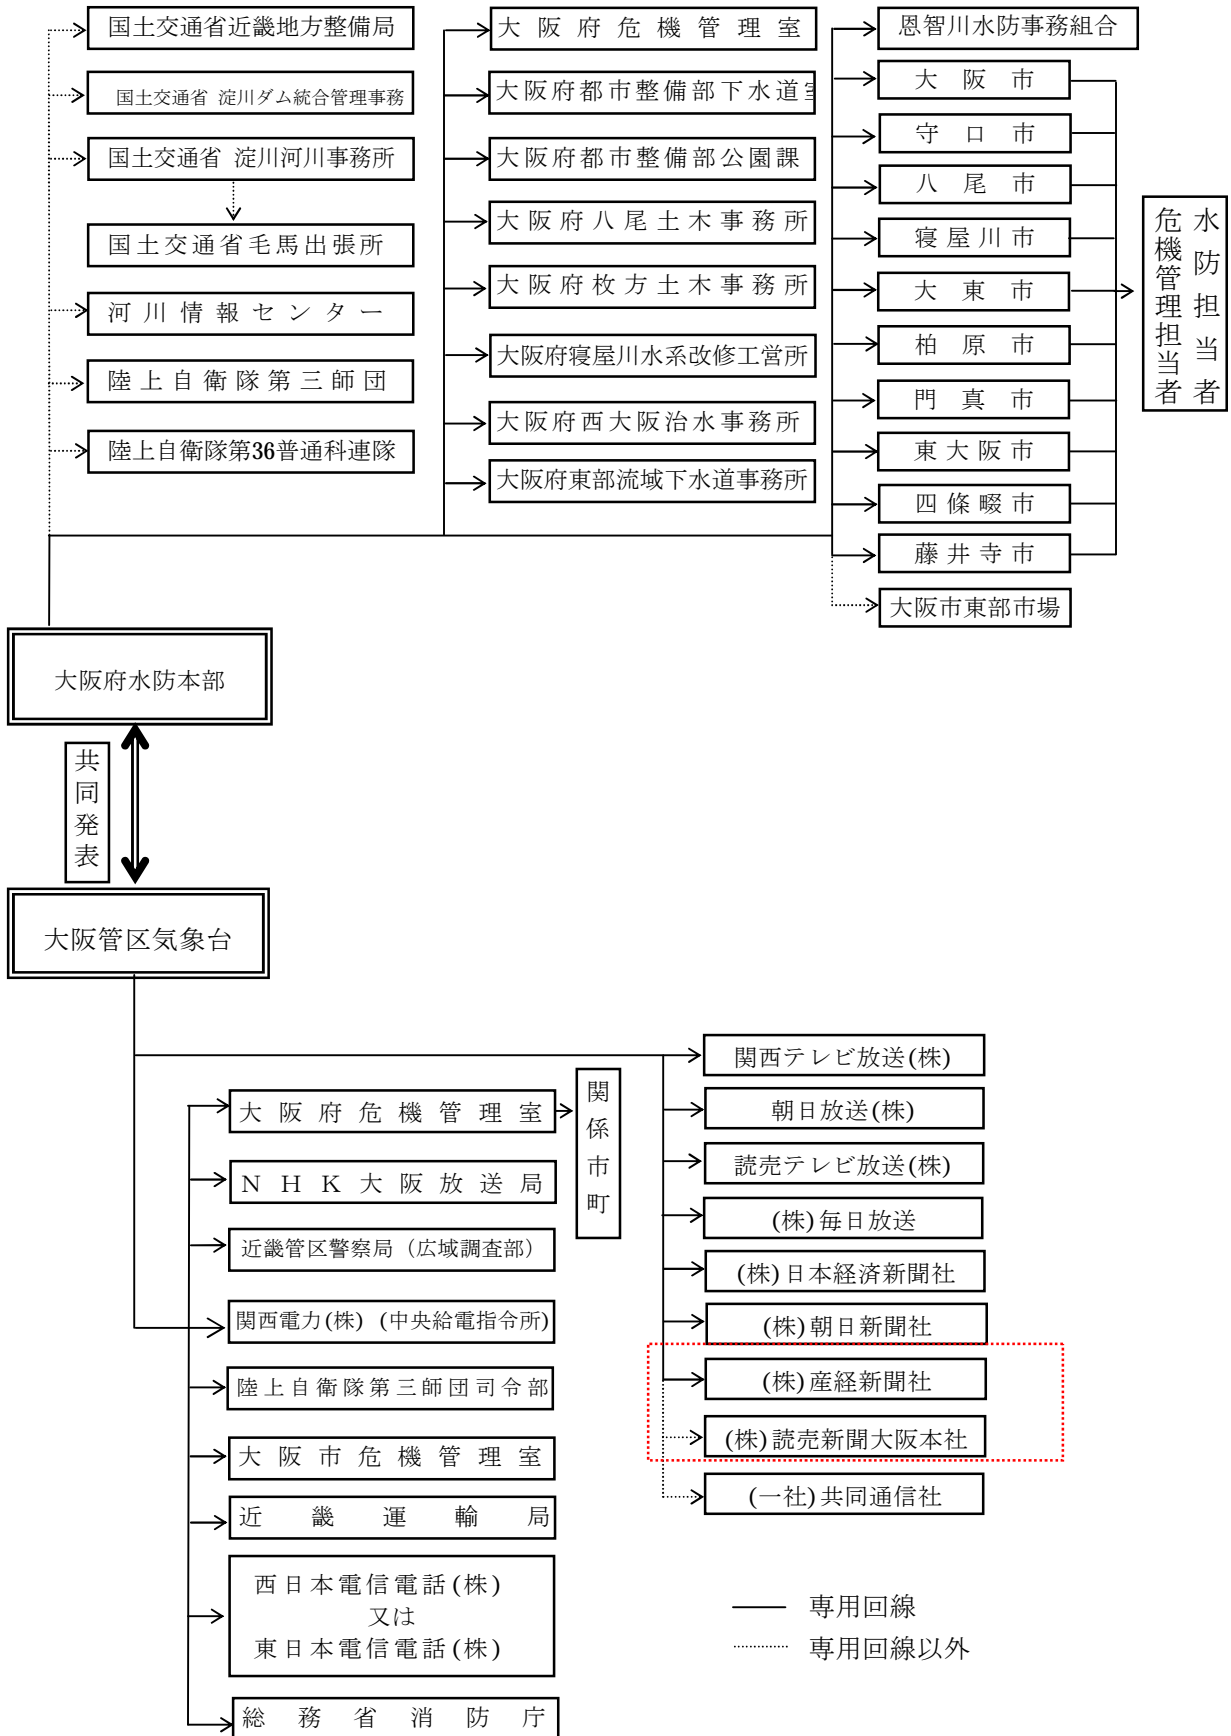 国土交通省近畿地方整備局
国土交通省 淀川ダム統合管理事務
国土交通省 淀川河川事務所
国土交通省毛馬出張所
河川情報センター
陸上自衛隊第三師団
陸上自衛隊第36普通科連隊
大阪府危機管理室
大阪府都市整備部下水道室
大阪府都市整備部公園課
大阪府八尾土木事務所
大阪府枚方土木事務所
大阪府寝屋川水系改修工営所
大阪府西大阪治水事務所
大阪府東部流域下水道事務所
恩智川水防事務組合
大阪市
守口市
八尾市
寝屋川市
大東市
柏原市
門真市
東大阪市
四條畷市
藤井寺市
大阪市東部市場
水防担当者
危機管理担当者
大阪府水防本部
共同発表
大阪管区気象台
大阪府危機管理室
関係市町
NHK大阪放送局
近畿管区警察局（広域調査部）
関西電力(株) (中央給電指令所)
陸上自衛隊第三師団司令部
大阪市危機管理室
近畿運輸局
西日本電信電話(株)
又は
東日本電信電話(株)
総務省消防庁
関西テレビ放送(株)
朝日放送(株)
読売テレビ放送(株)
(株)毎日放送
(株)日本経済新聞社
(株)朝日新聞社
(株)産経新聞社
(株)読売新聞大阪本社
(一社)共同通信社
専用回線
専用回線以外